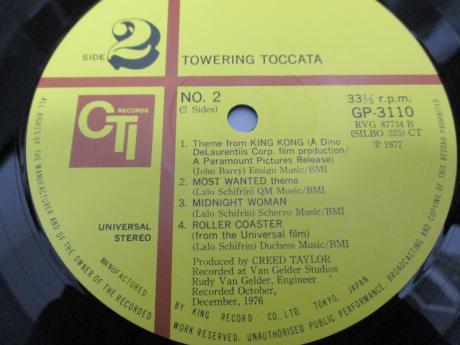 SIDE 2
TOWERING TOCCATA
CTI RECORDS
UNIVERSAL
STEREO
NO. 2
(2 Sides)
33⅓ r.p.m.
GP-3110
RVG 87734 B
(SILBO 325) CT
Ⓟ 1977
1. Theme from KING KONG (A Dino
DeLaurentiis Corp. film production/
A Paramount Pictures Release)
(John Barry) Ensign Music/BMI
2. MOST WANTED theme
(Lalo Schifrin) QM Music/BMI
3. MIDNIGHT WOMAN
(Lalo Schifrin) Scherzo Music/BMI
4. ROLLER COASTER
(from the Universal film)
(Lalo Schifrin) Duchess Music/BMI
Produced by CREED TAYLOR
Recorded at Van Gelder Studios
Rudy Van Gelder, Engineer
Recorded October,
December, 1976
MANUFACTURED BY KING RECORD CO., LTD. TOKYO, JAPAN
ALL RIGHTS OF THE MANUFACTURER AND OF THE OWNER OF THE RECORDED WORK RESERVED. UNAUTHORISED PUBLIC PERFORMANCE, BROADCASTING AND COPYING OF THIS RECORD PROHIBITED